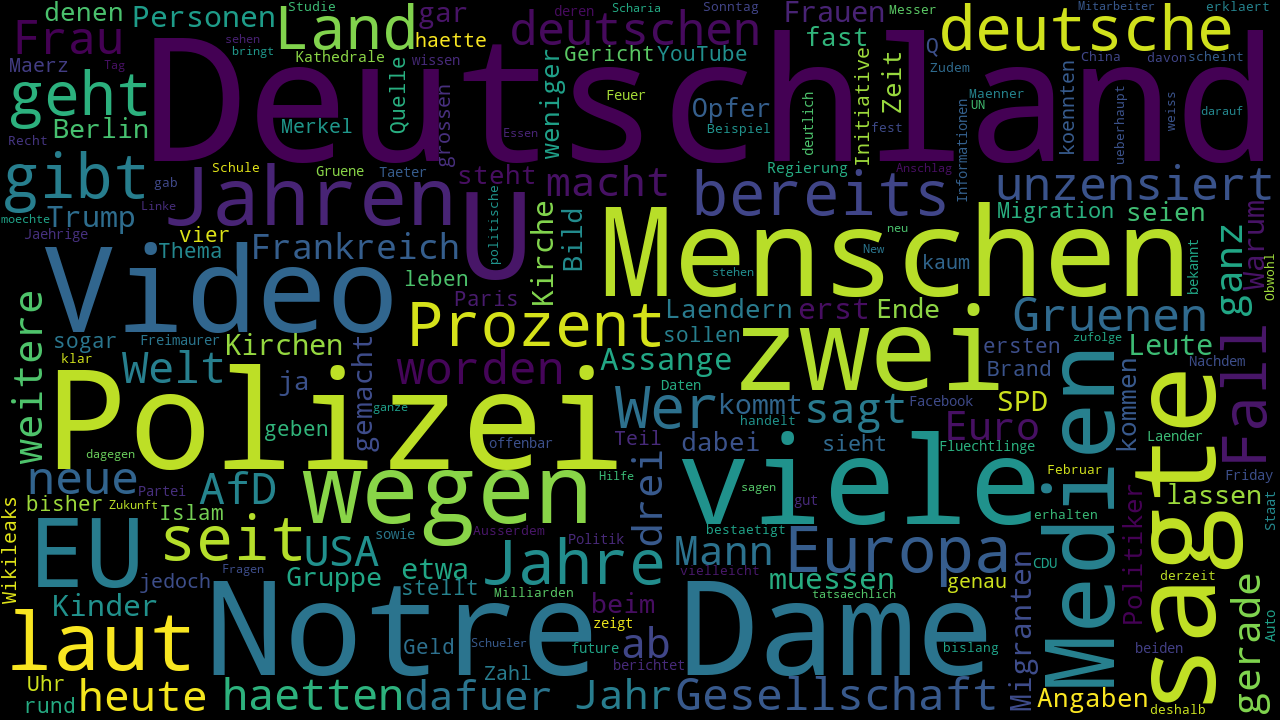 denen
Personen
Studie
Land
gar
deutschen
deren
Scharia
Sonntag
Frauen
Messer
deutsche
Mitarbeiter
erklaert
Frau
Maerz
Tag
sehen
bringt
Kathedrale
haette
wissen
Gericht
YouTube
fast
Q
Zudem
China
davon
scheint
geht
Berlin
Recht
Deutschland
Merkel
Quelle
grossen
Feuer
Essen
weniger
Opfer
Beispiel
deutlich
Initiative
Zeit
fest
Maenner
UN
Informationen
koennten
ueberhaupt
weiss
darauf
gibt
Schule
Gruene
Taeter
steht
macht
Regierung
Anschlag
bereits
unzensiert
gab
Linke
Jahren
moechte
Trump
Jaehrige
vier
Thema
Frankreich
U
politische
Kirche
Bild
Menschen
neu
New
kaum
Migration
seien
bekannt
ganz
Warum
Obwohl
Video
leben
Paris
stehen
Laendern
erst
Ende
Gruenen
Prozent
sollen
zwei
ersten
zufolge
Leute
Weitere
sogar
Freimaurer
Kirchen
klar
Welt
ja
gemacht
worden
Assange
Daten
Brand
Nachdem
Polizei
geben
ganze
Wer
kommt
handelt
sagt
Facebook
SPD
Medien
kommen
Fall
dagegen
offenbar
Teil
dabei
sieht
Euro
Fluechtlinge
Laender
sagte
neue
Partei
AfD
wegen
Hilfe
drei
viele
sagen
gut
Februar
Friday
bisher
Zukunft
Islam
lassen
Wikileaks
EU
seit
USA
sowie
Ausserdem
Politik
bestaetigt
erhalten
Politiker
Staat
jedoch
Fragen
Gruppe
etwa
Jahre
Mann
vielleicht
Europa
CDU
derzeit
Kinder
stellt
Milliarden
muessen
tatsaechlich
genau
Migranten
gerade
Auto
laut
Notre
Dame
beim
zeigt
Geld
Schueler
future
ab
bislang
beiden
Uhr
rund
heute
haetten
dafuer
Zahl
berichtet
Jahr
Gesellschaft
Angaben
deshalb